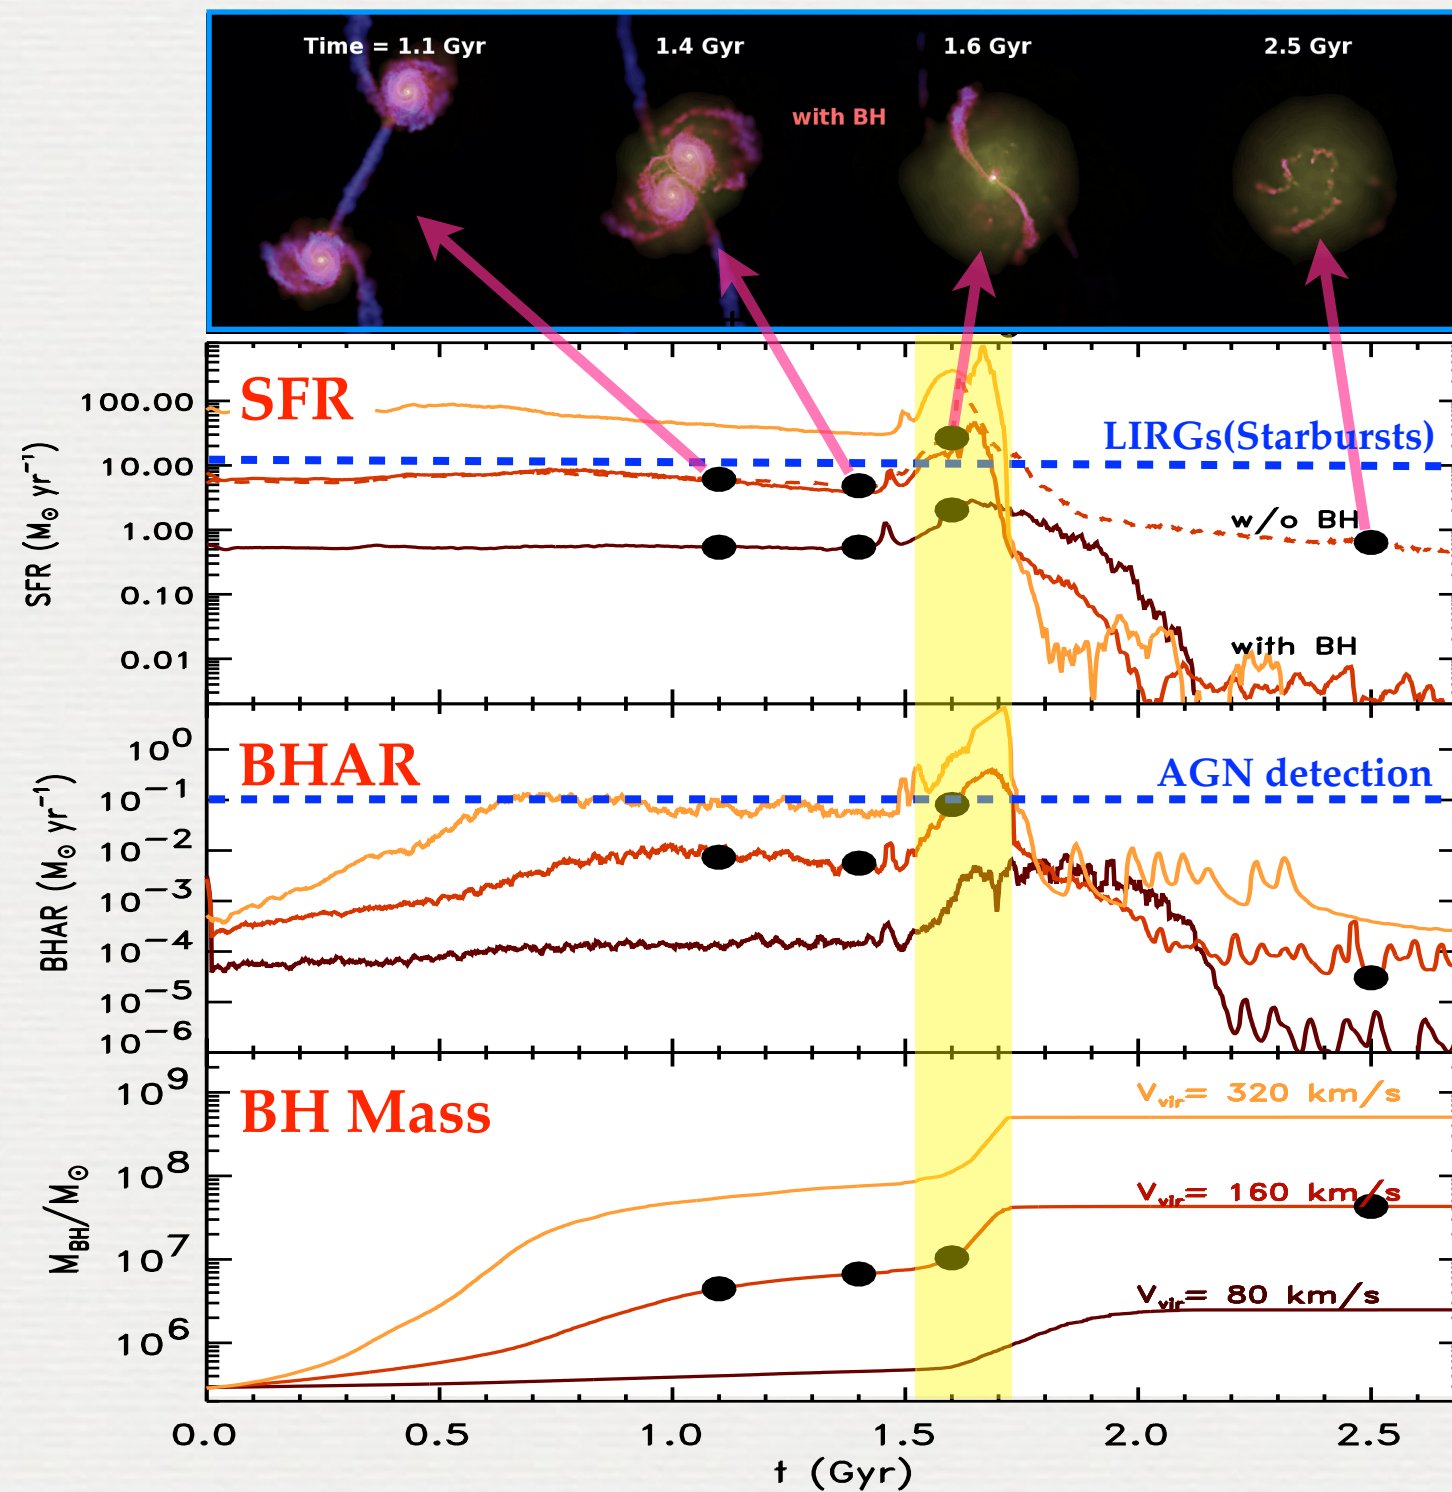 Time = 1.1 Gyr 1.4 Gyr 1.6 Gyr 2.5 Gyr
with BH
SFR
LIRGs(Starbursts)
w/o BH
with BH
SFR (M⊙ yr⁻¹)
100.00
10.00
1.00
0.10
0.01
BHAR
AGN detection
BHAR (M⊙ yr⁻¹)
10⁰
10⁻¹
10⁻²
10⁻³
10⁻⁴
10⁻⁵
10⁻⁶
BH Mass
V_vir= 320 km/s
V_vir= 160 km/s
V_vir= 80 km/s
M_BH/M⊙
10⁹
10⁸
10⁷
10⁶
0.0 0.5 1.0 1.5 2.0 2.5
t (Gyr)